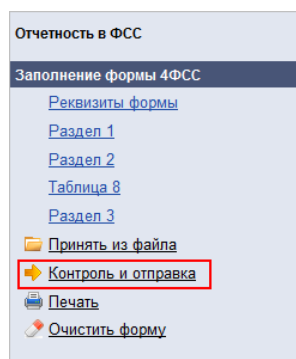 Отчетность в ФСС
Заполнение формы 4ФСС
Реквизиты формы
Раздел 1
Раздел 2
Таблица 8
Раздел 3
Принять из файла
Контроль и отправка
Печать
Очистить форму